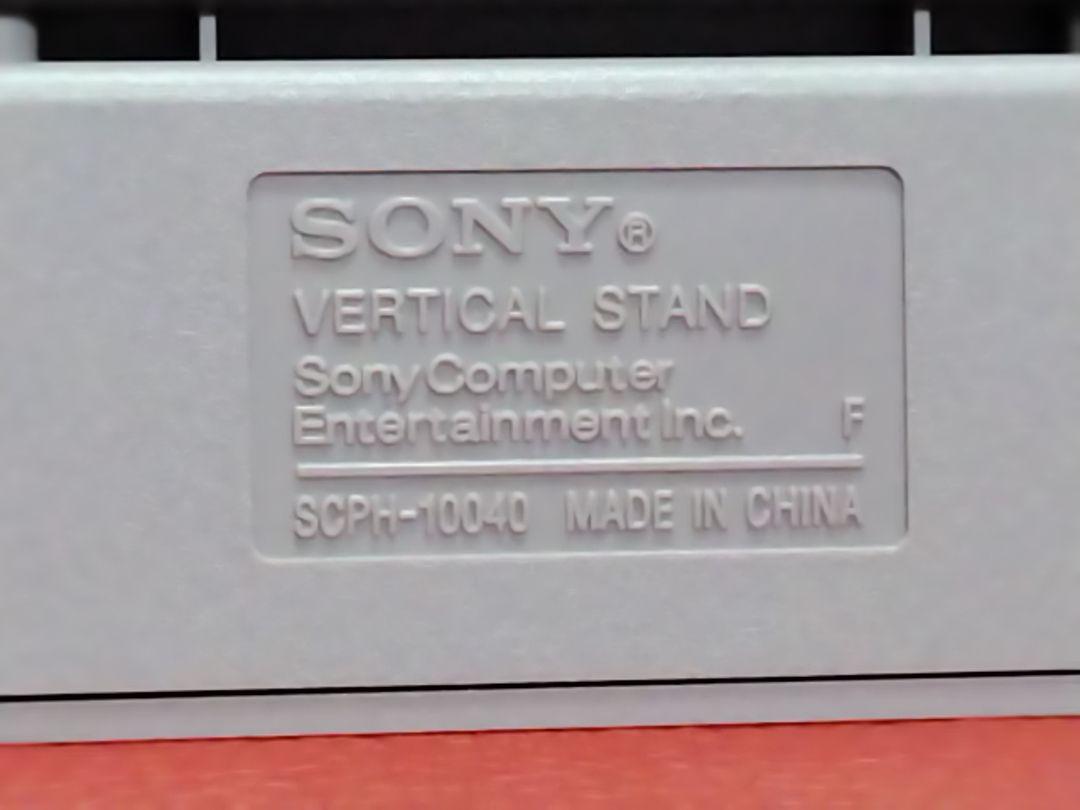 SONY®
VERTICAL STAND
Sony Computer
Entertainment Inc. F
SCPH-10040 MADE IN CHINA